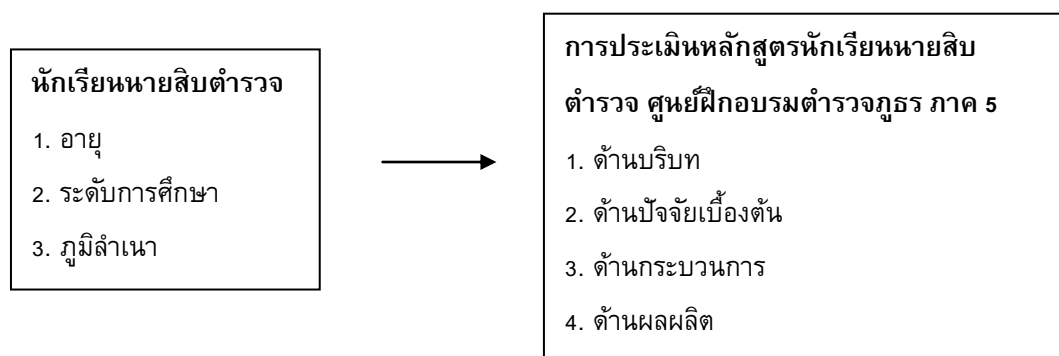 นักเรียนนายสิบตำรวจ
1. อายุ
2. ระดับการศึกษา
3. ภูมิลำเนา
การประเมินหลักสูตรนักเรียนนายสิบ
ตำรวจ ศูนย์ฝึกอบรมตำรวจภูธร ภาค 5
1. ด้านบริบท
2. ด้านปัจจัยเบื้องต้น
3. ด้านกระบวนการ
4. ด้านผลผลิต